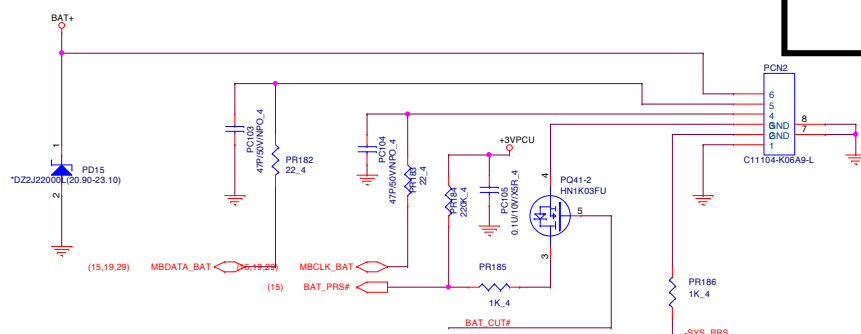 BAT+
PCN2
6
5
4
3
2
1
GND
GND
8
7
C11104-K06A9-L
1
PD15
*DZ2J22000L(20.90-23.10)
2
PC103
47P/50V/NPO_4
PR182
22_4
PC104
47P/50V/NPO_4
PR183
22_4
+3VPCU
PR184
220K_4
PC105
0.1U/10V/X5R_4
4
PQ41-2
HN1K03FU
5
3
(15,19,29)
MBDATA_BAT
(15,19,29)
MBCLK_BAT
(15)
BAT_PRS#
PR185
1K_4
PR186
1K_4
BAT_CUT#
-SYS_PRS